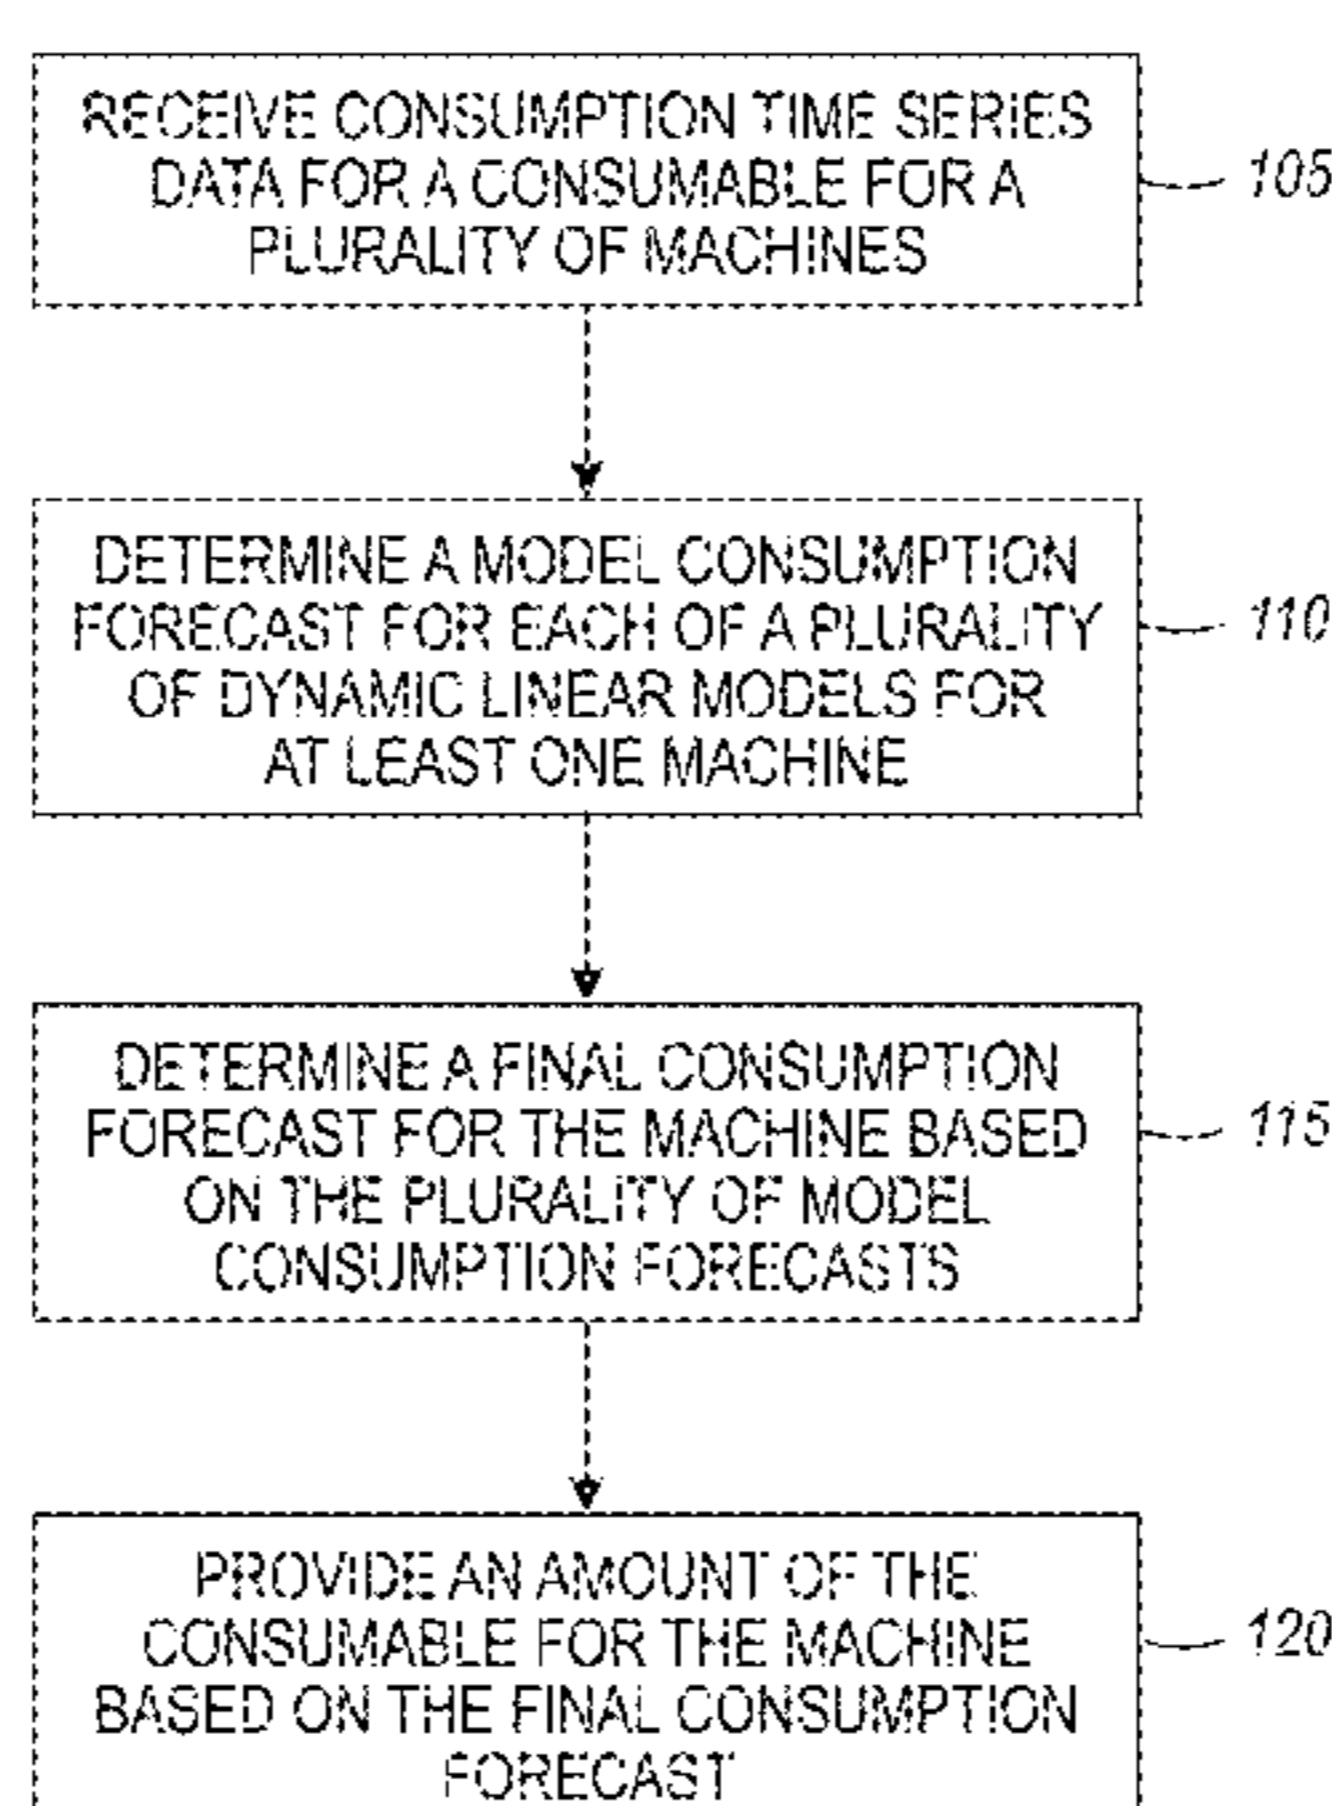 RECEIVE CONSUMPTION TIME SERIES
DATA FOR A CONSUMABLE FOR A
PLURALITY OF MACHINES
105
DETERMINE A MODEL CONSUMPTION
FORECAST FOR EACH OF A PLURALITY
OF DYNAMIC LINEAR MODELS FOR
AT LEAST ONE MACHINE
110
DETERMINE A FINAL CONSUMPTION
FORECAST FOR THE MACHINE BASED
ON THE PLURALITY OF MODEL
CONSUMPTION FORECASTS
115
PROVIDE AN AMOUNT OF THE
CONSUMABLE FOR THE MACHINE
BASED ON THE FINAL CONSUMPTION
FORECAST
120